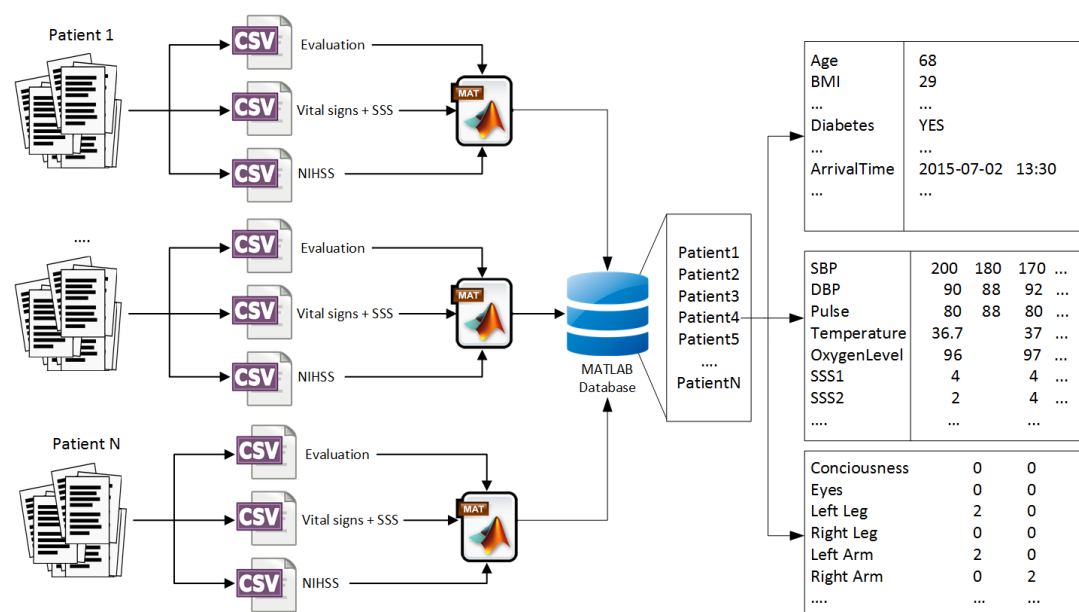 Patient 1
CSV
Evaluation
CSV
Vital signs + SSS
CSV
NIHSS
MAT
....
CSV
Evaluation
CSV
Vital signs + SSS
CSV
NIHSS
MAT
Patient N
CSV
Evaluation
CSV
Vital signs + SSS
CSV
NIHSS
MAT
MATLAB
Database
Patient1
Patient2
Patient3
Patient4
Patient5
....
PatientN
Age 68
BMI 29
... ...
Diabetes YES
... ...
ArrivalTime 2015-07-02 13:30
... ...
SBP 200 180 170 ...
DBP 90 88 92 ...
Pulse 80 88 80 ...
Temperature 36.7 37 ...
OxygenLevel 96 97 ...
SSS1 4 4 ...
SSS2 2 4 ...
.... ... ...
Conciousness 0 0
Eyes 0 0
Left Leg 2 0
Right Leg 0 0
Left Arm 2 0
Right Arm 0 2
.... ... ...